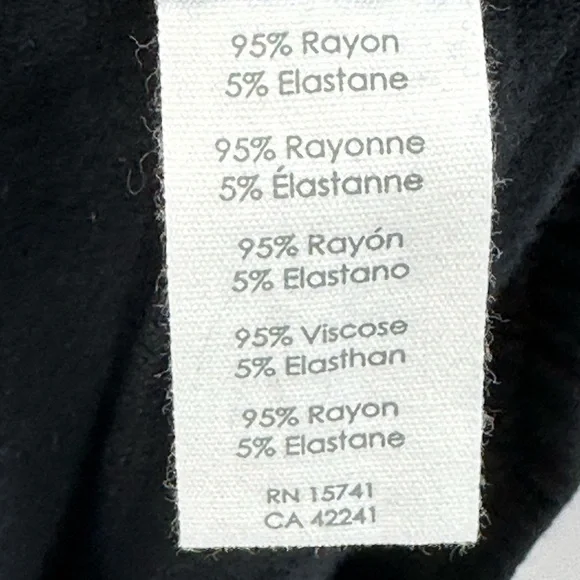 95% Rayon
5% Elastane
95% Rayonne
5% Élastanne
95% Rayón
5% Elastano
95% Viscose
5% Elasthan
95% Rayon
5% Elastane
RN 15741
CA 42241